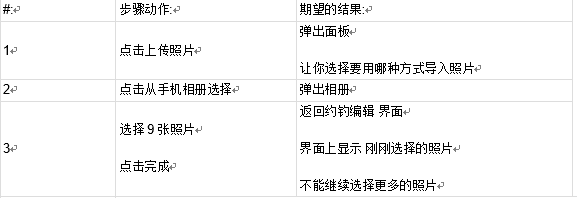 #:
步骤动作:
期望的结果:
1
点击上传照片
弹出面板
让你选择要用哪种方式导入照片
2
点击从手机相册选择
弹出相册
3
选择 9 张照片
点击完成
返回约钓编辑 界面
界面上显示 刚刚选择的照片
不能继续选择更多的照片